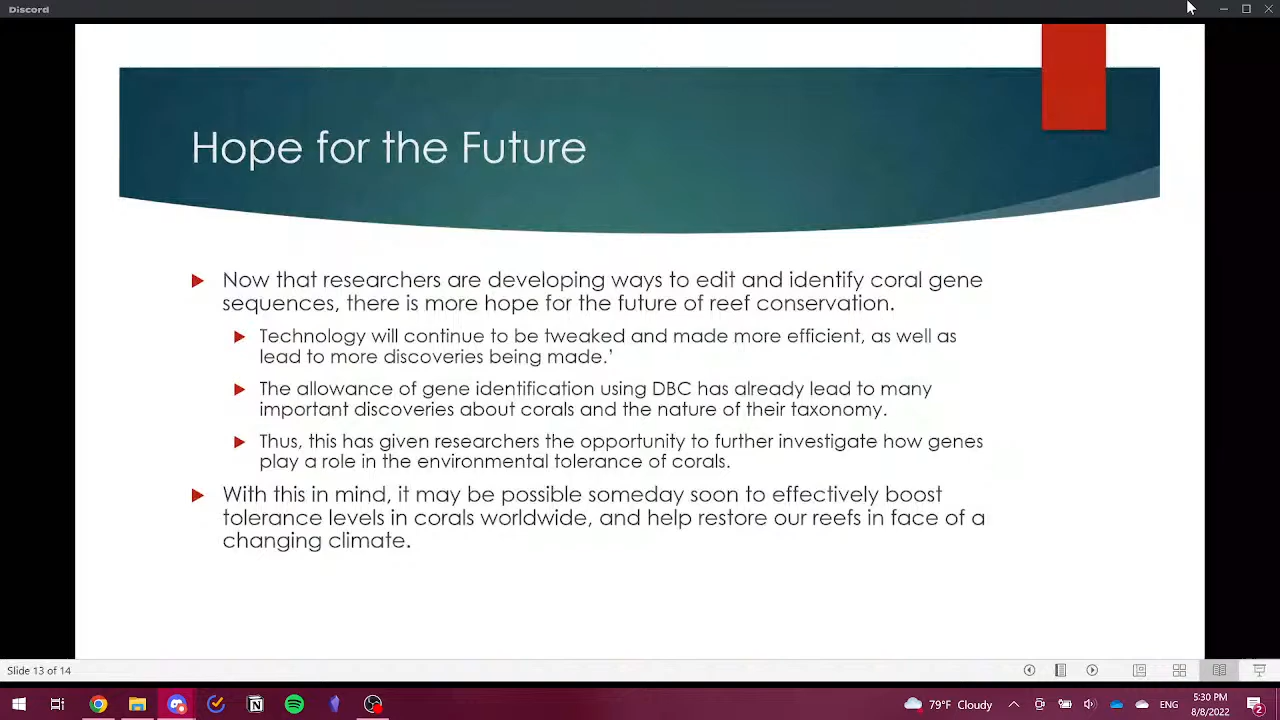 Discord
Hope for the Future
Now that researchers are developing ways to edit and identify coral gene
sequences, there is more hope for the future of reef conservation.
Technology will continue to be tweaked and made more efficient, as well as
lead to more discoveries being made.’
The allowance of gene identification using DBC has already lead to many
important discoveries about corals and the nature of their taxonomy.
Thus, this has given researchers the opportunity to further investigate how genes
play a role in the environmental tolerance of corals.
With this in mind, it may be possible someday soon to effectively boost
tolerance levels in corals worldwide, and help restore our reefs in face of a
changing climate.
Slide 13 of 14
79°F Cloudy
ENG
5:30 PM
8/8/2022
2